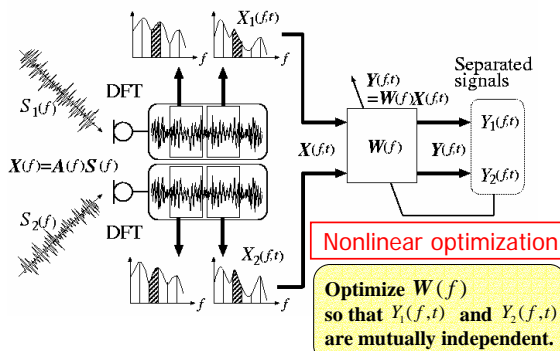 X₁(f,t)
f
f
DFT
S₁(f)
X(f)=A(f)S(f)
S₂(f)
DFT
X₂(f,t)
f
f
Y(f,t)
=W(f)X(f,t)
X(f,t)
W(f)
Y(f,t)
Separated
signals
Y₁(f,t)
Y₂(f,t)
Nonlinear optimization
Optimize W(f)
so that Y₁(f,t) and Y₂(f,t)
are mutually independent.